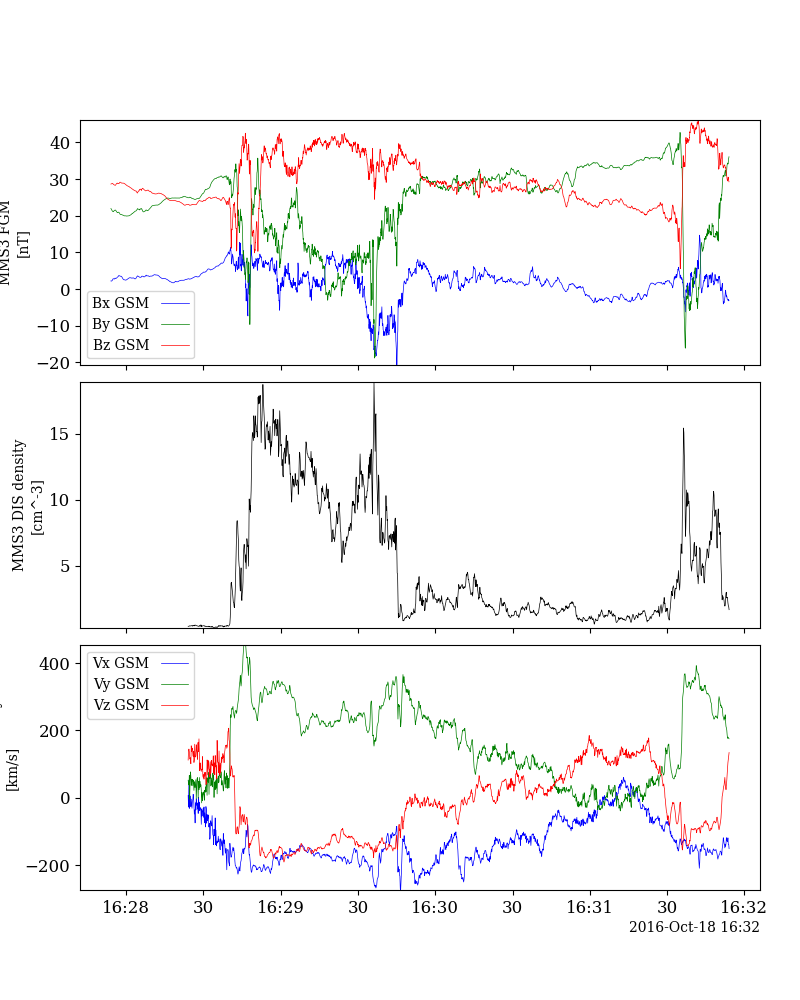 MMS3 FGM
[nT]
40
30
20
10
0
−10
−20
Bx GSM
By GSM
Bz GSM
MMS3 DIS density
[cm^-3]
15
10
5
[km/s]
400
200
0
−200
Vx GSM
Vy GSM
Vz GSM
16:28
30
16:29
30
16:30
30
16:31
30
16:32
2016-Oct-18 16:32